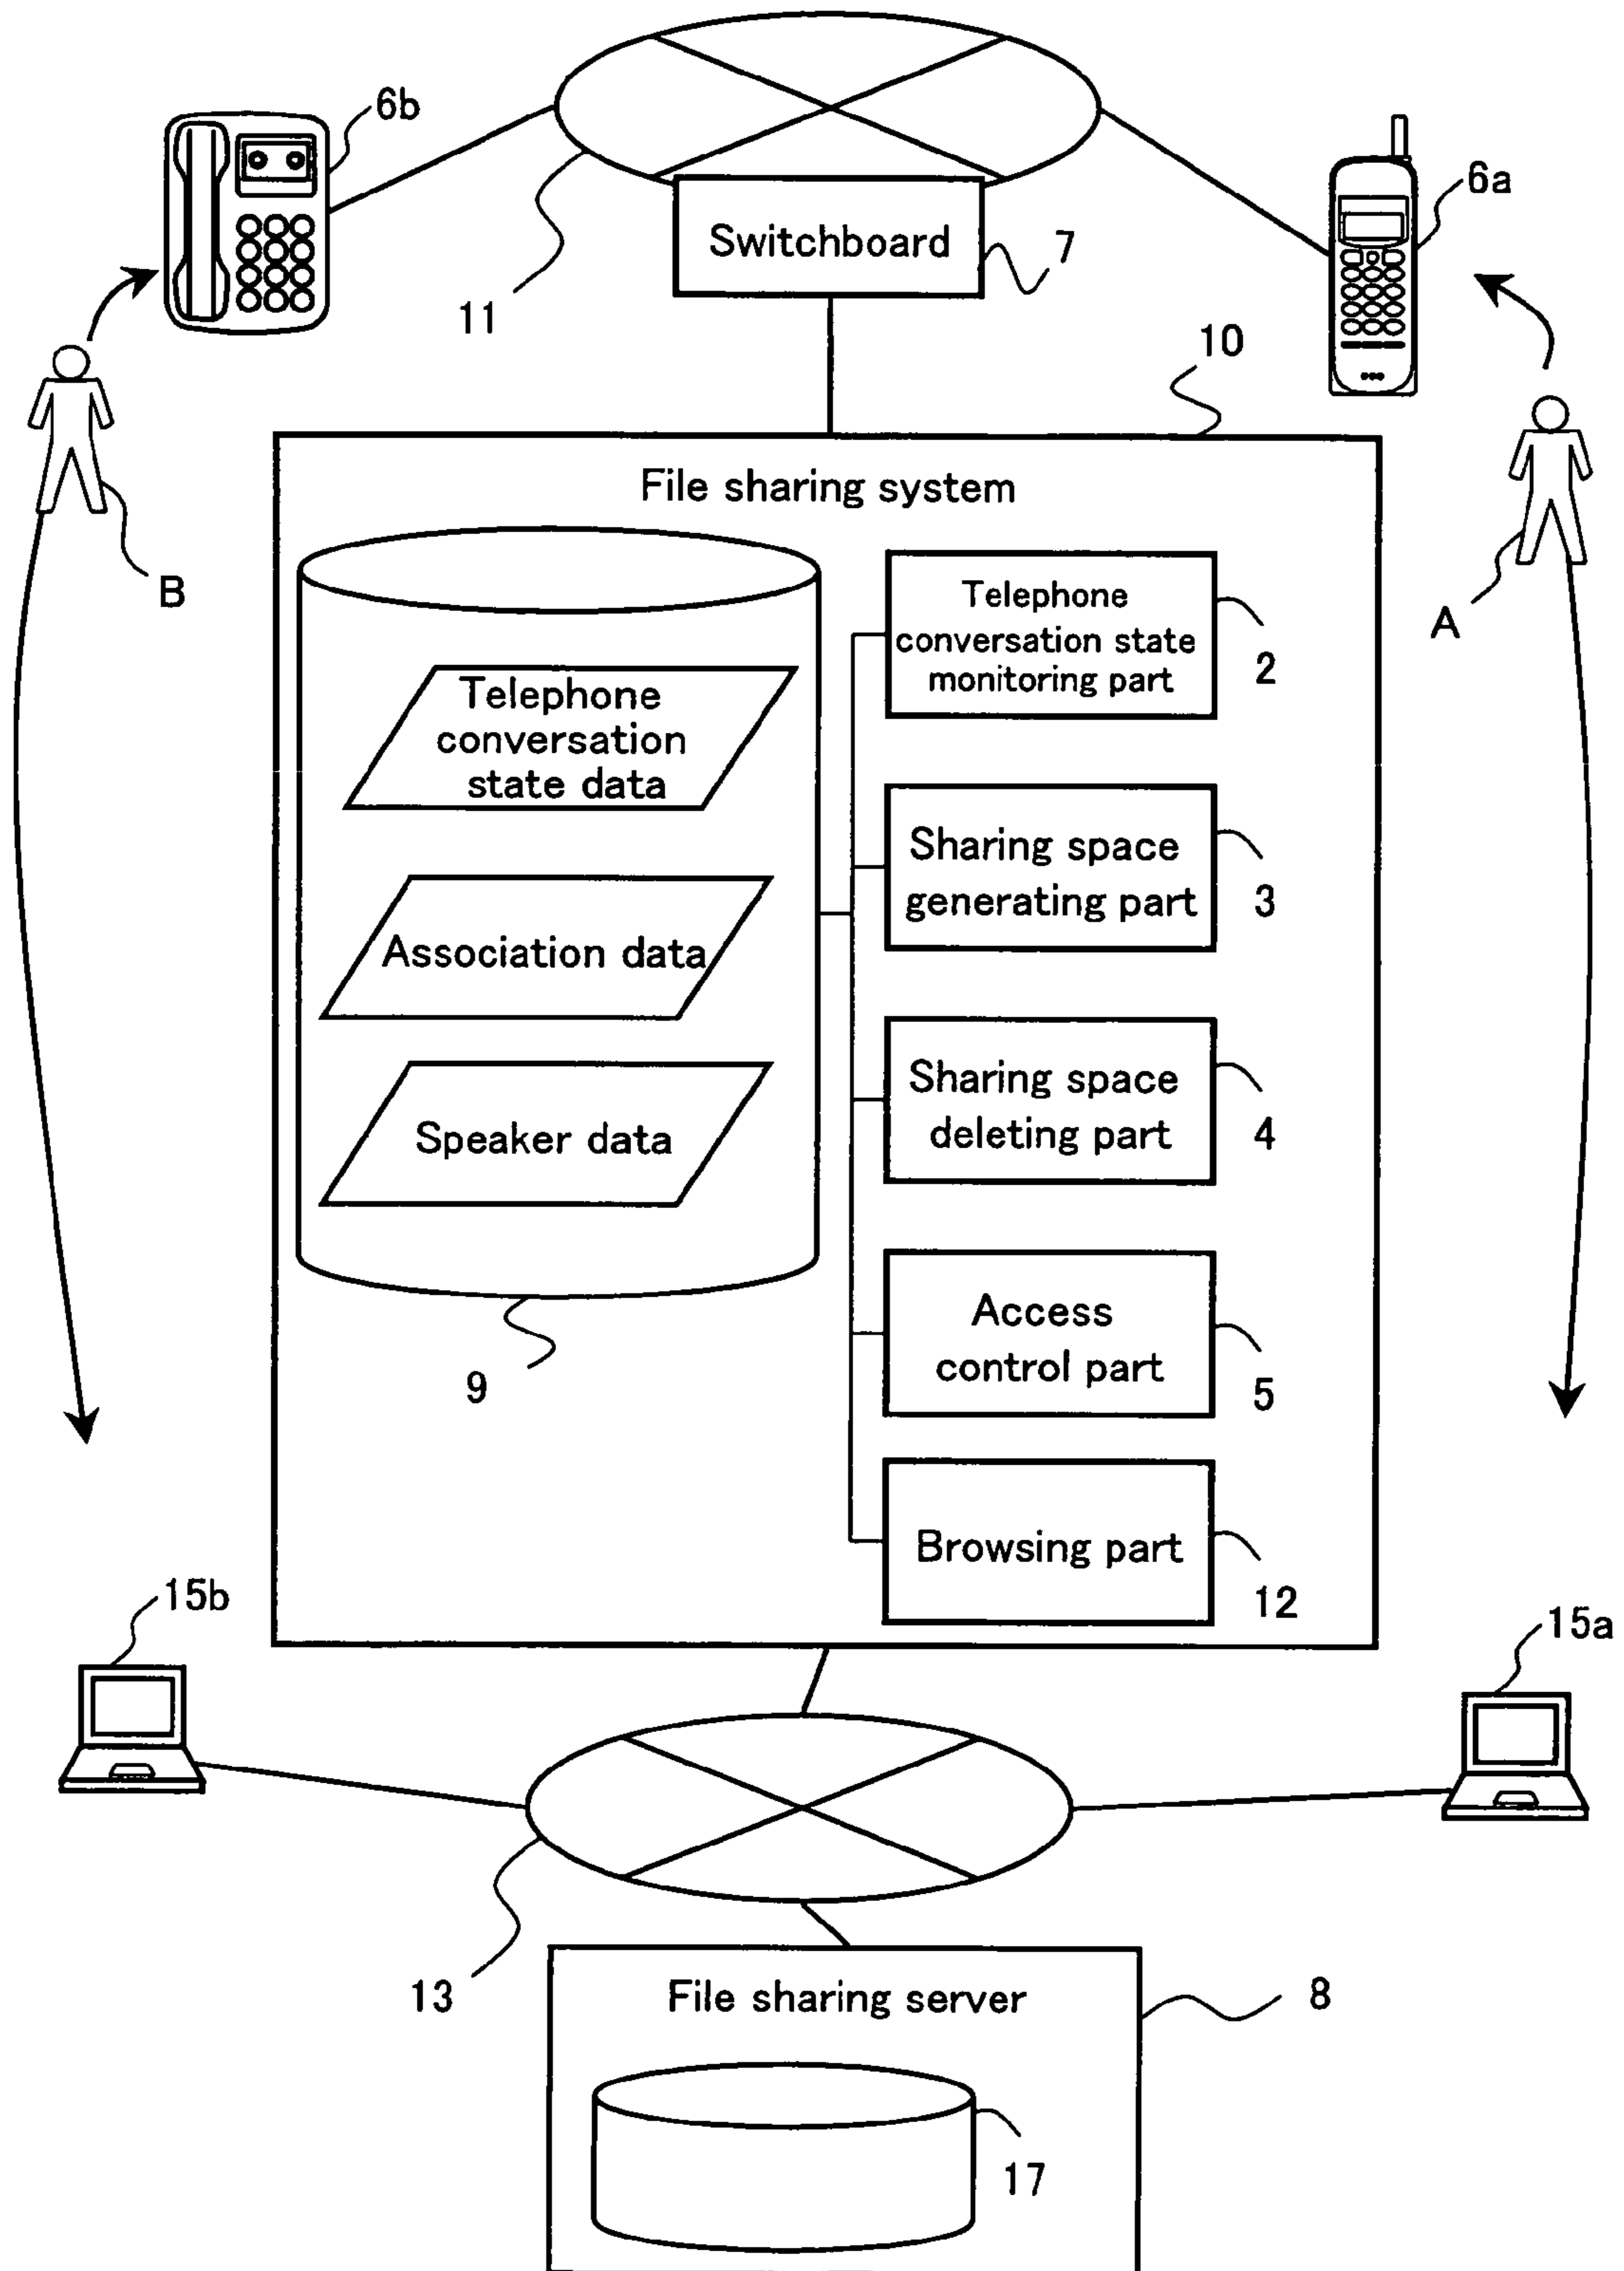 6b
6a
Switchboard
7
11
10
File sharing system
B
A
Telephone
conversation state
monitoring part
2
Telephone
conversation
state data
Sharing space
generating part
3
Association data
Sharing space
deleting part
4
Speaker data
Access
control part
5
9
Browsing part
12
15b
15a
13
File sharing server
8
17